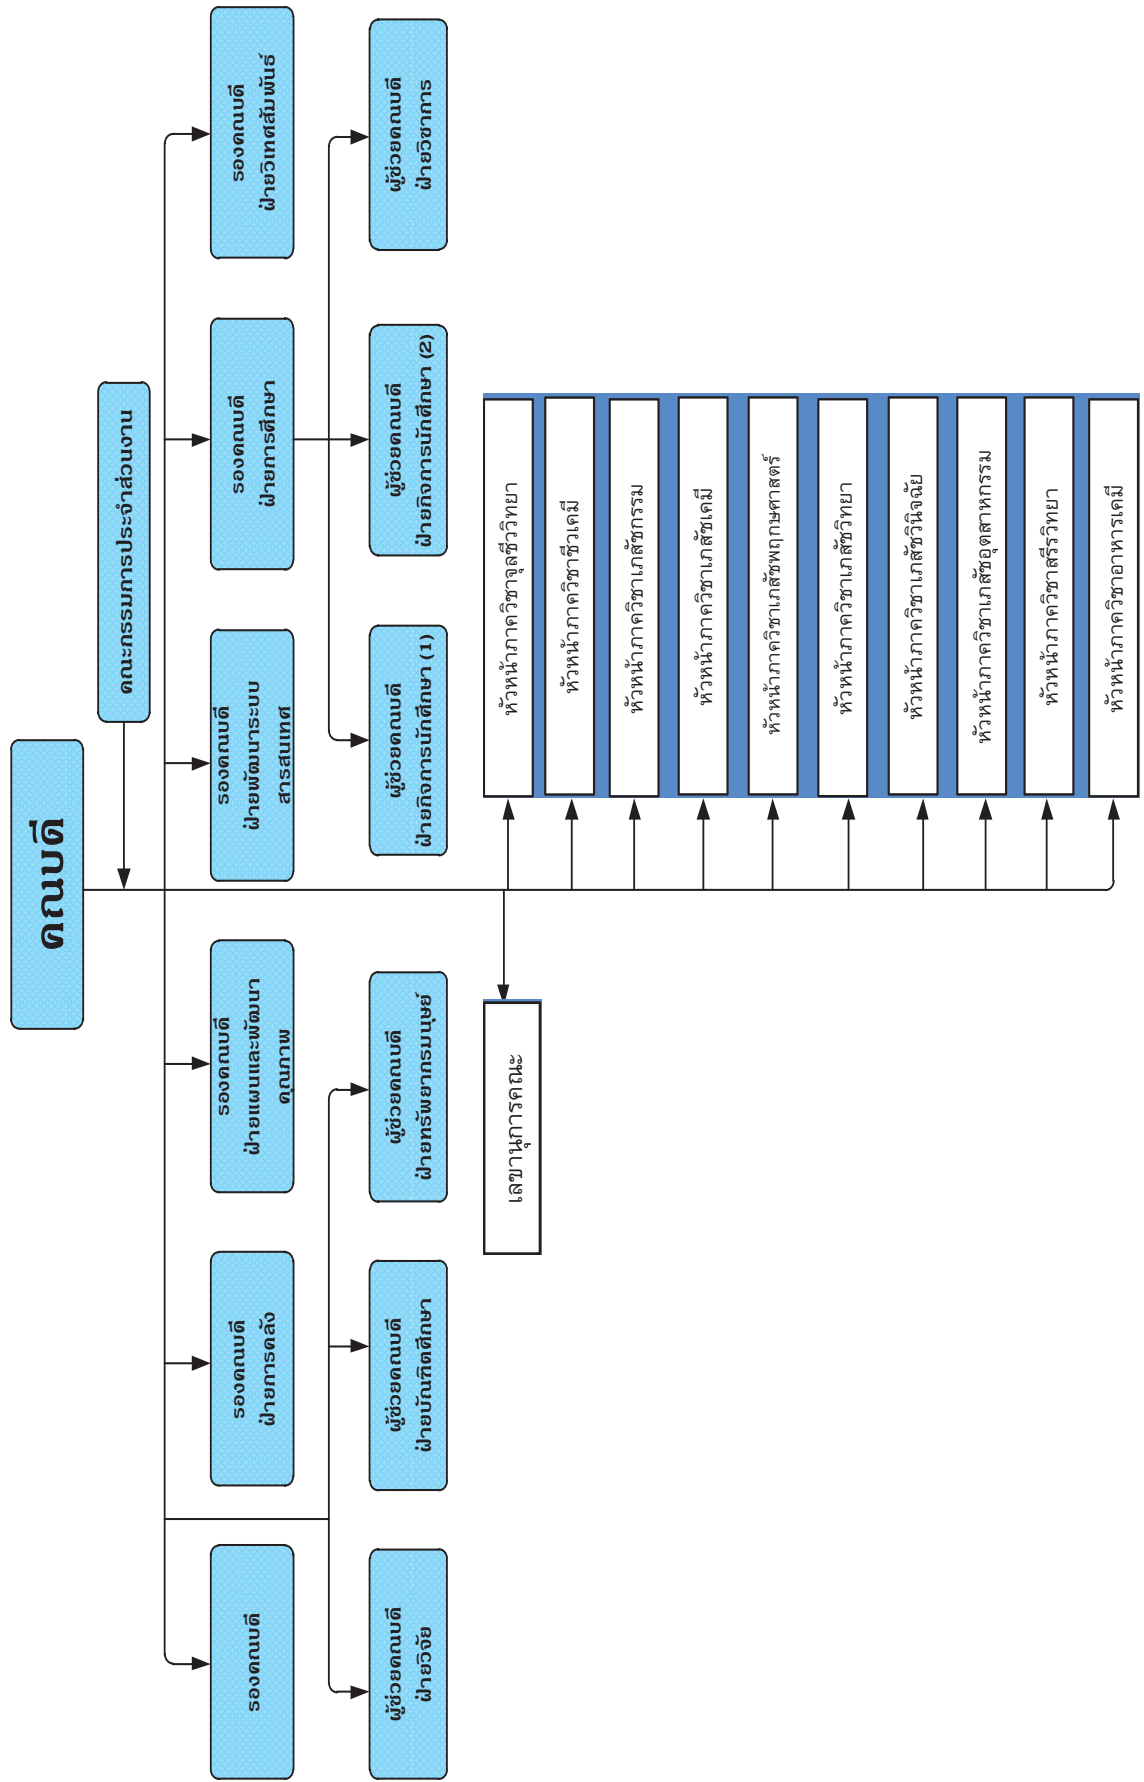 คณบดี
คณะกรรมการประจำส่วนงาน
รองคณบดี
รองคณบดี
ฝ่ายการคลัง
รองคณบดี
ฝ่ายแผนและพัฒนา
คุณภาพ
รองคณบดี
ฝ่ายพัฒนาระบบ
สารสนเทศ
รองคณบดี
ฝ่ายการศึกษา
รองคณบดี
ฝ่ายวิเทศสัมพันธ์
ผู้ช่วยคณบดี
ฝ่ายวิจัย
ผู้ช่วยคณบดี
ฝ่ายบัณฑิตศึกษา
ผู้ช่วยคณบดี
ฝ่ายทรัพยากรมนุษย์
ผู้ช่วยคณบดี
ฝ่ายกิจการนักศึกษา (1)
ผู้ช่วยคณบดี
ฝ่ายกิจการนักศึกษา (2)
ผู้ช่วยคณบดี
ฝ่ายวิชาการ
เลขานุการคณะ
หัวหน้าภาควิชาจุลชีววิทยา
หัวหน้าภาควิชาชีวเคมี
หัวหน้าภาควิชาเภสัชกรรม
หัวหน้าภาควิชาเภสัชเคมี
หัวหน้าภาควิชาเภสัชพฤกษศาสตร์
หัวหน้าภาควิชาเภสัชวิทยา
หัวหน้าภาควิชาเภสัชวินิจฉัย
หัวหน้าภาควิชาเภสัชอุตสาหกรรม
หัวหน้าภาควิชาสรีรวิทยา
หัวหน้าภาควิชาอาหารเคมี